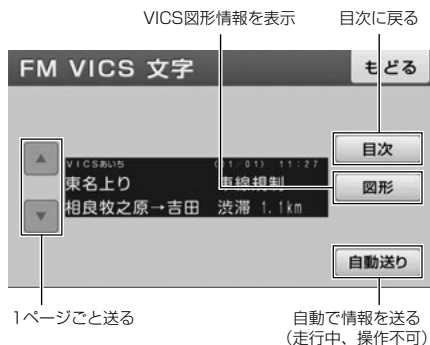 VICS図形情報を表示
目次に戻る
FM VICS 文字
もどる
目次
VICSあいち (01/01) 11:27
東名上り 車線規制
図形
相良牧之原→吉田 渋滞 1.1km
自動送り
1ページごと送る
自動で情報を送る
(走行中、操作不可)